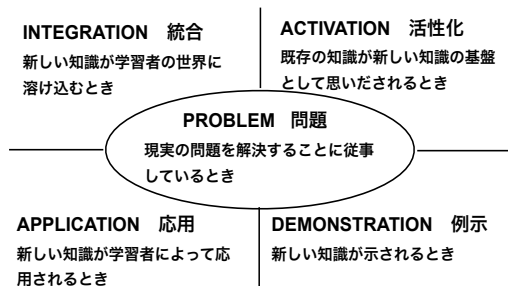 INTEGRATION 統合
新しい知識が学習者の世界に
溶け込むとき
ACTIVATION 活性化
既存の知識が新しい知識の基盤
として思いだされるとき
PROBLEM 問題
現実の問題を解決することに従事
しているとき
APPLICATION 応用
新しい知識が学習者によって応
用されるとき
DEMONSTRATION 例示
新しい知識が示されるとき